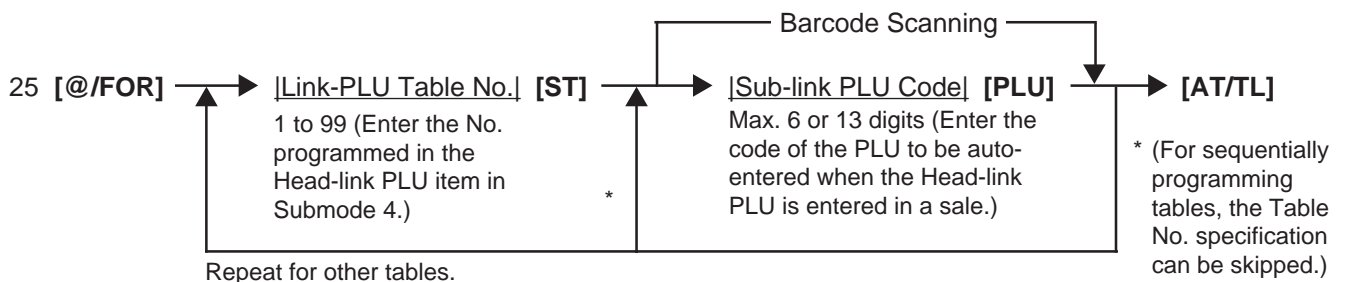 Barcode Scanning
25 [@/FOR] |Link-PLU Table No.| [ST] |Sub-link PLU Code| [PLU] [AT/TL]
1 to 99 (Enter the No.
programmed in the
Head-link PLU item in
Submode 4.)
*
Max. 6 or 13 digits (Enter the
code of the PLU to be auto-
entered when the Head-link
PLU is entered in a sale.)
* (For sequentially
programming
tables, the Table
No. specification
can be skipped.)
Repeat for other tables.